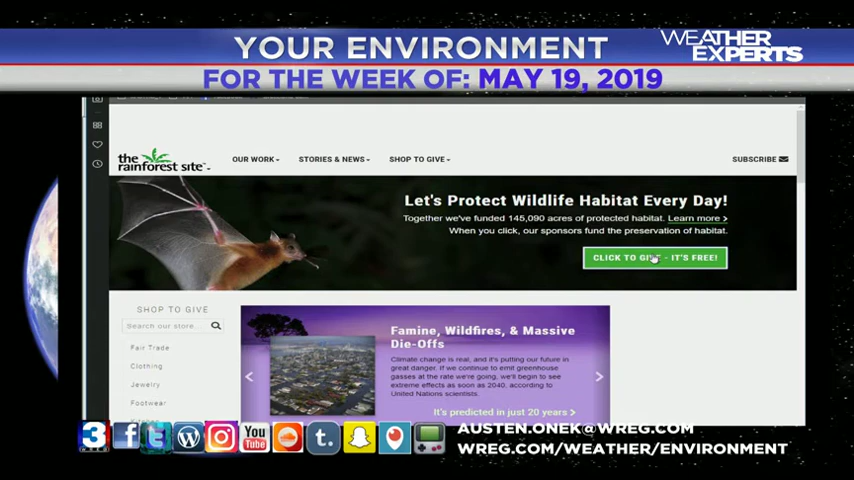 YOUR ENVIRONMENT
WEATHER
EXPERTS
FOR THE WEEK OF: MAY 19, 2019
the
rainforest site
OUR WORK
STORIES & NEWS
SHOP TO GIVE
SUBSCRIBE
Let's Protect Wildlife Habitat Every Day!
Together we've funded 145,090 acres of protected habitat. Learn more >
When you click, our sponsors fund the preservation of habitat.
CLICK TO GIVE - IT'S FREE!
SHOP TO GIVE
Search our store.
Fair Trade
Clothing
Jewelry
Footwear
Famine, Wildfires, & Massive
Die-Offs
Climate change is real, and it's putting our future in
great danger. If we continue to emit greenhouse
gasses at the rate we're going, we'll begin to see
extreme effects as soon as 2040, according to
United Nations scientists.
It's predicted in just 20 years >
3
WREG
f
t
W
You
Tube
t.
AUSTEN.ONEK@WREG.COM
WREG.COM/WEATHER/ENVIRONMENT